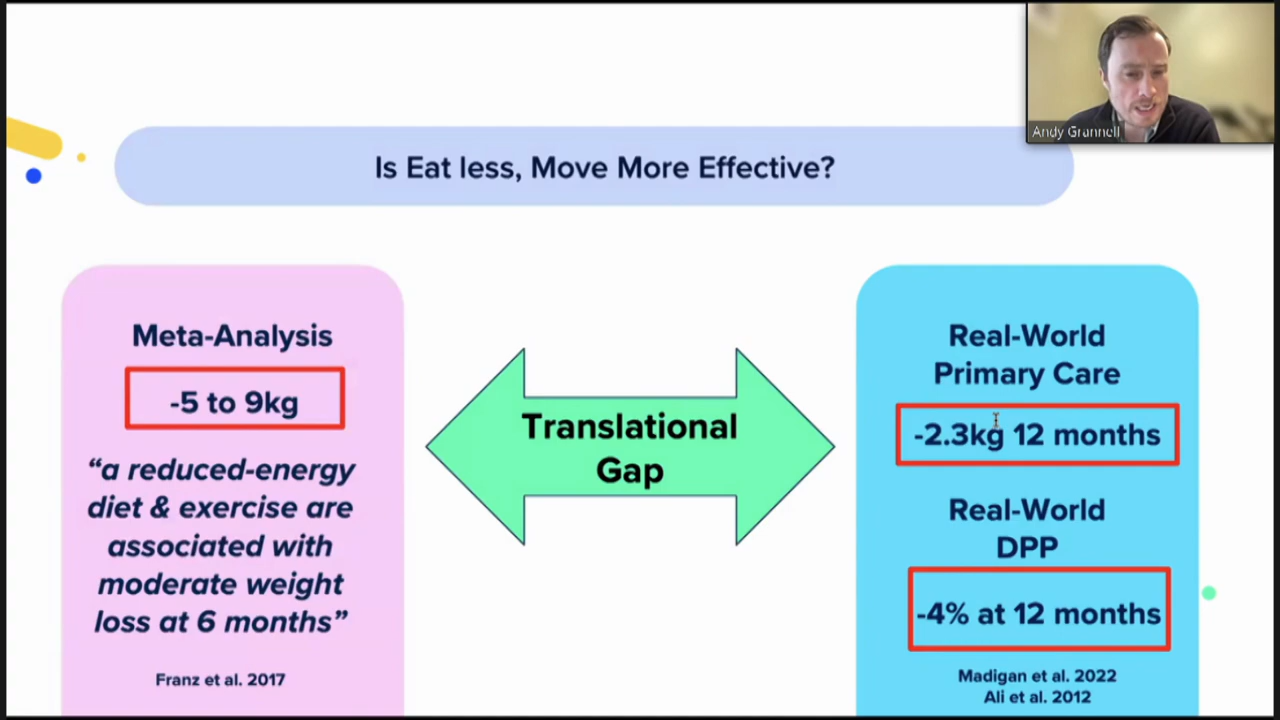 Andy Grannell
Is Eat less, Move More Effective?
Meta-Analysis
-5 to 9kg
“a reduced-energy
diet & exercise are
associated with
moderate weight
loss at 6 months”
Franz et al. 2017
Translational
Gap
Real-World
Primary Care
-2.3kg 12 months
Real-World
DPP
-4% at 12 months
Madigan et al. 2022
Ali et al. 2012